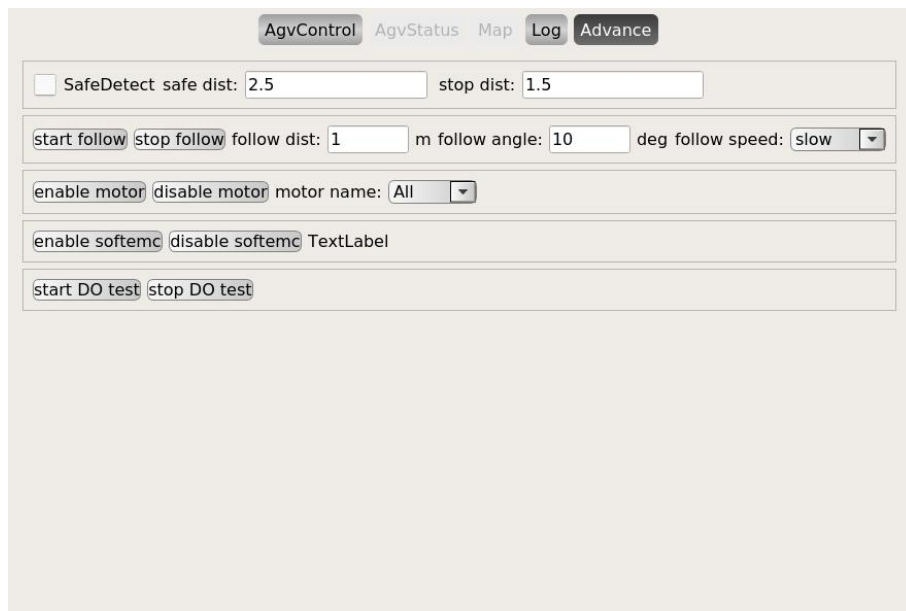 AgvControl AgvStatus Map Log Advance
SafeDetect safe dist: 2.5 stop dist: 1.5
start follow stop follow follow dist: 1 m follow angle: 10 deg follow speed: slow
enable motor disable motor motor name: All
enable softemc disable softemc TextLabel
start DO test stop DO test